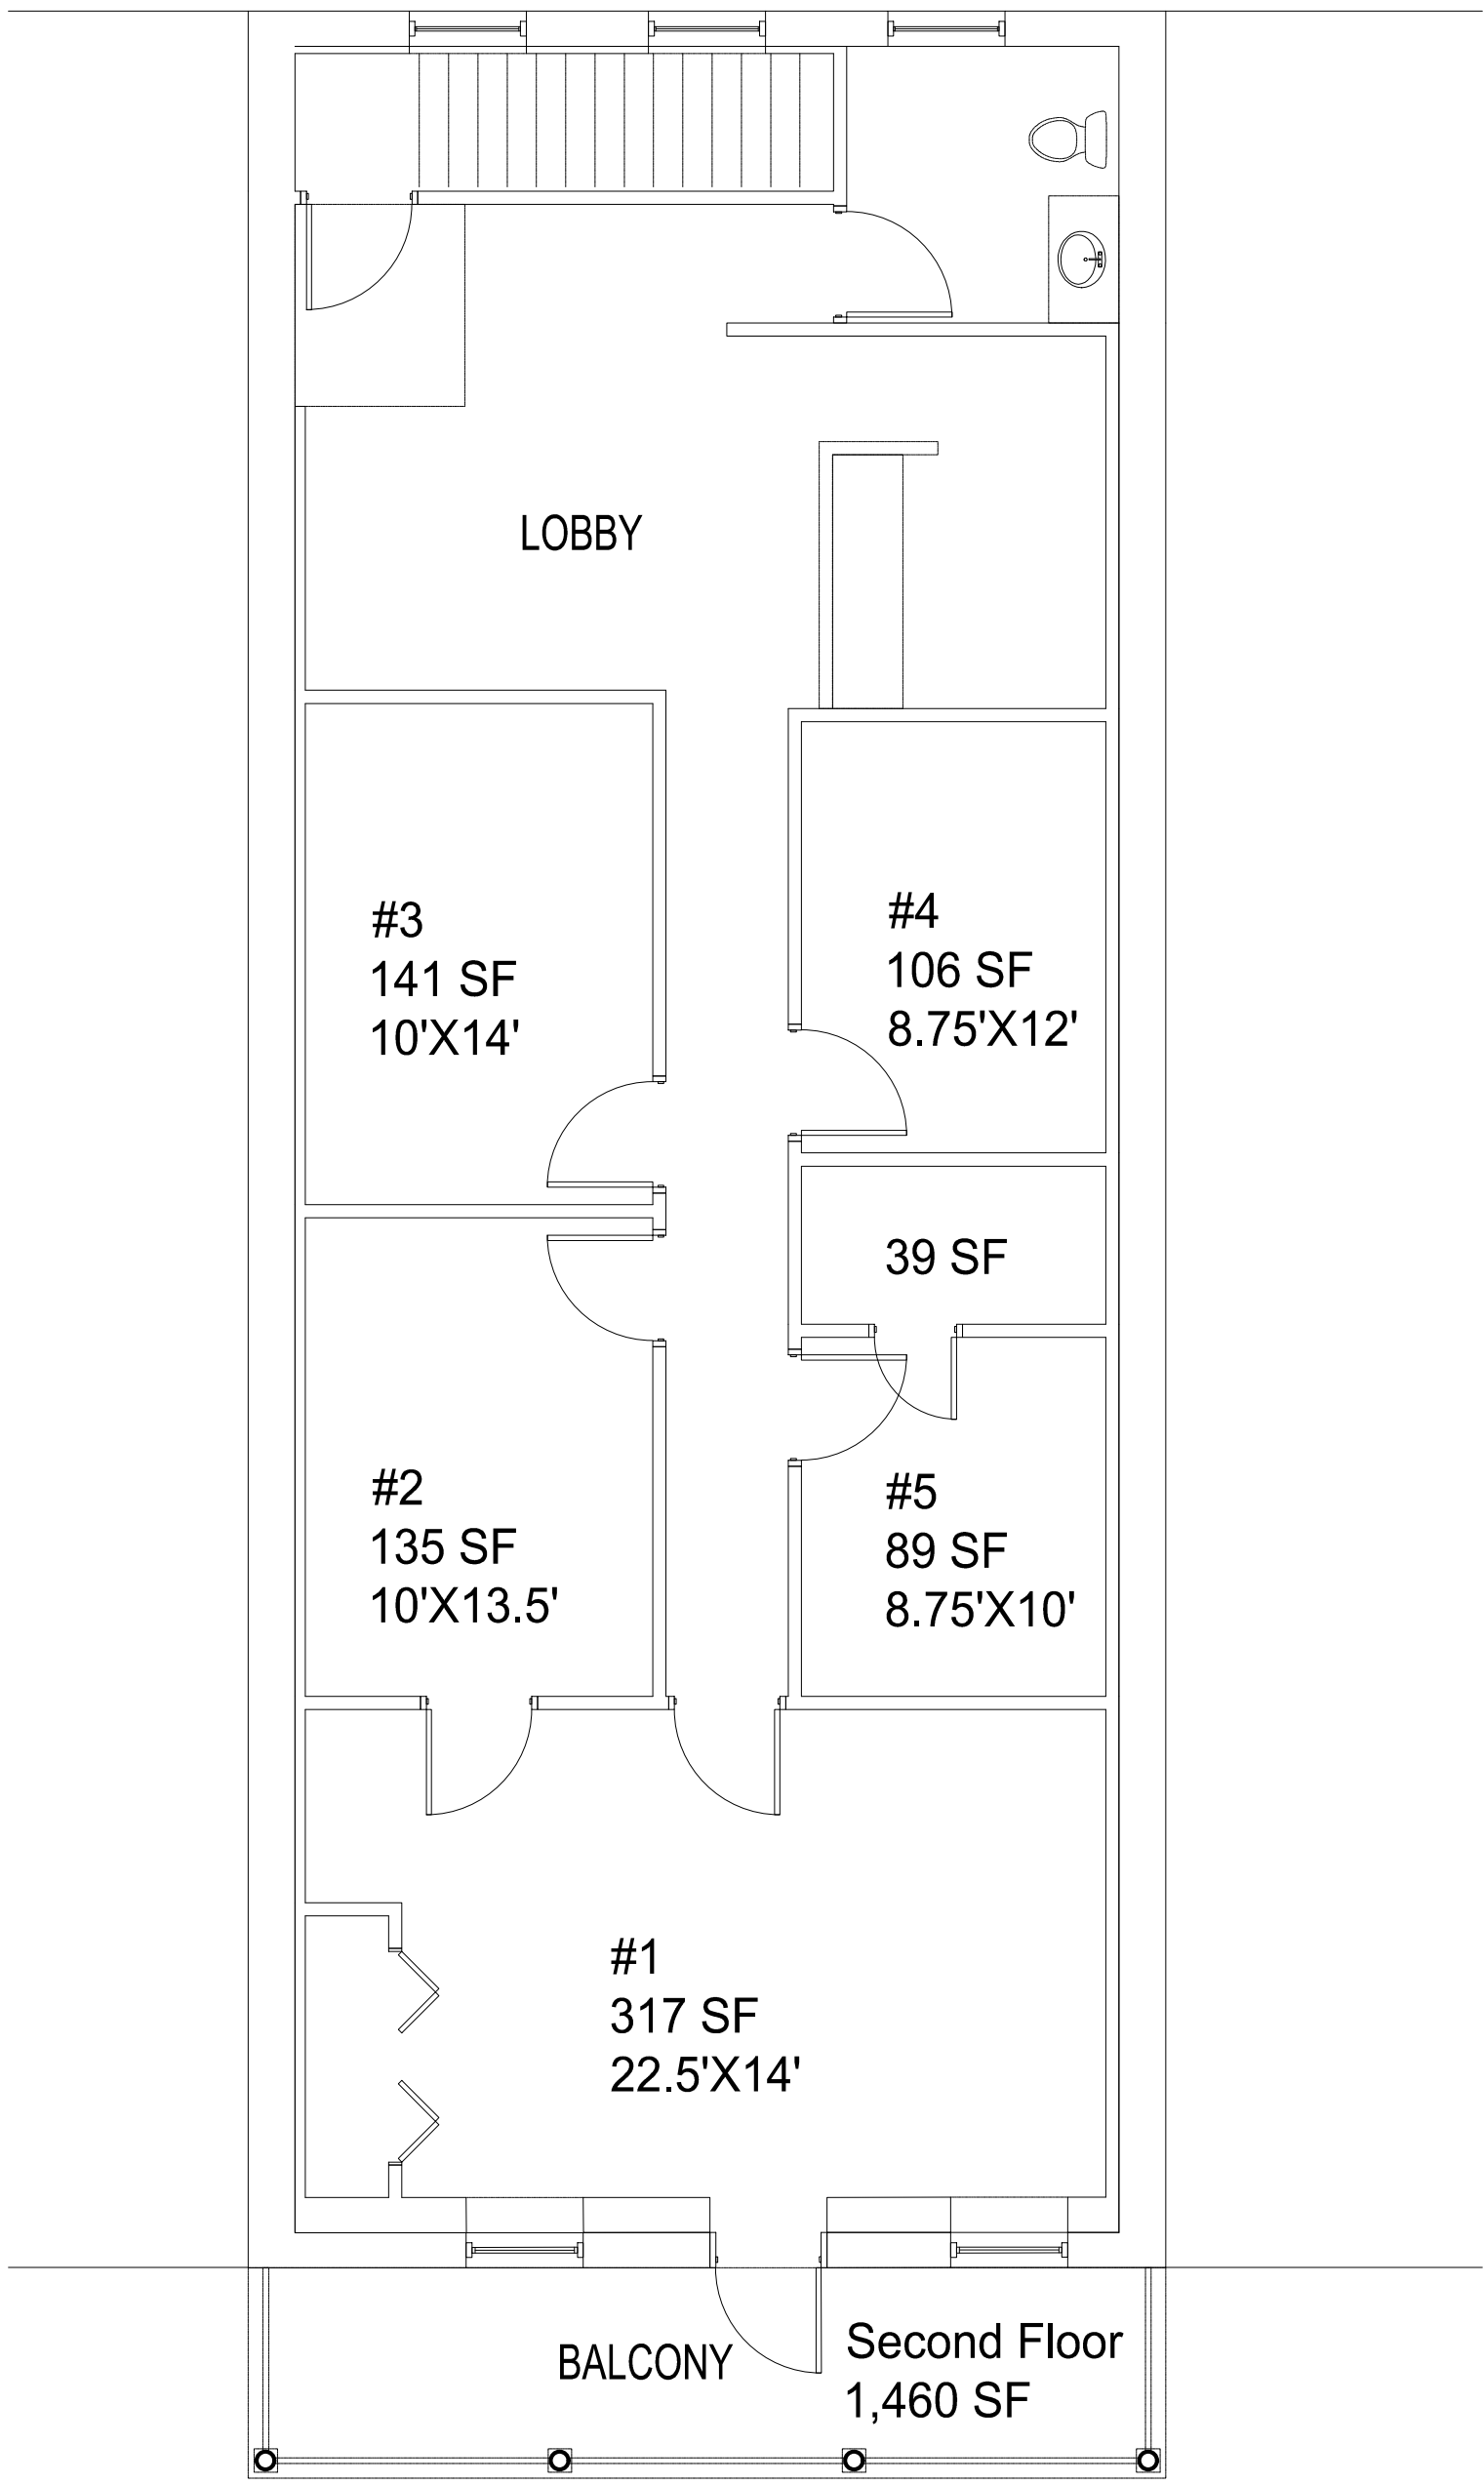 LOBBY
#3
141 SF
10'X14'
#4
106 SF
8.75'X12'
39 SF
#2
135 SF
10'X13.5'
#5
89 SF
8.75'X10'
#1
317 SF
22.5'X14'
BALCONY
Second Floor
1,460 SF